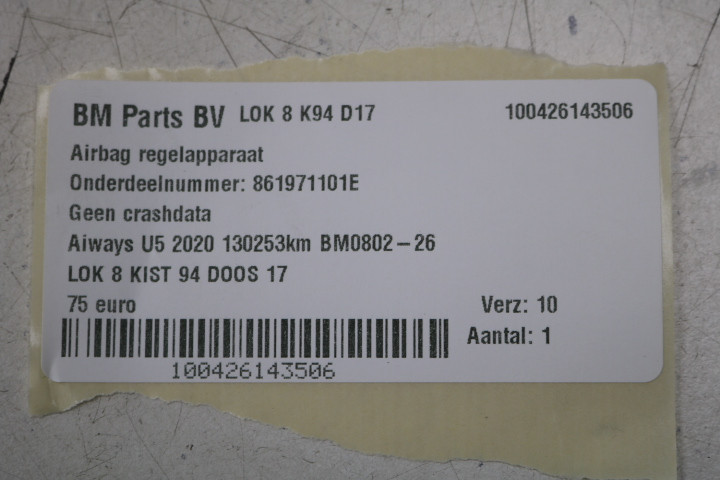 BM Parts BV LOK 8 K94 D17 100426143506
Airbag regelapparaat
Onderdeelnummer: 861971101E
Geen crashdata
Aiways U5 2020 130253km BM0802-26
LOK 8 KIST 94 DOOS 17
75 euro Verz: 10
Aantal: 1
100426143506